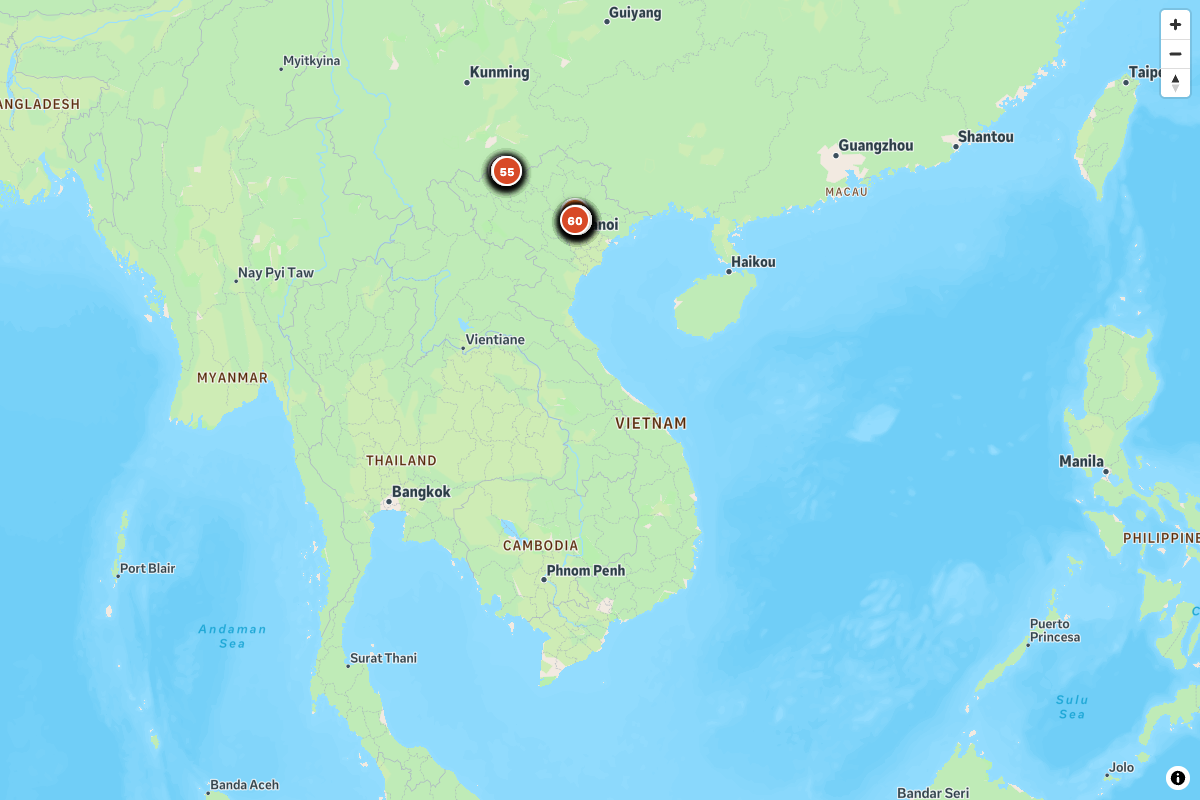 Guiyang
Myitkyina
Kunming
Taip
ANGLADESH
Guangzhou
Shantou
55
MACAU
60
noi
Haikou
Nay Pyi Taw
Vientiane
MYANMAR
VIETNAM
THAILAND
Manila
Bangkok
PHILIPPINE
CAMBODIA
Port Blair
Phnom Penh
Andaman
Sea
Puerto
Princesa
Surat Thani
Sulu
Sea
Jolo
Banda Aceh
Bandar Seri